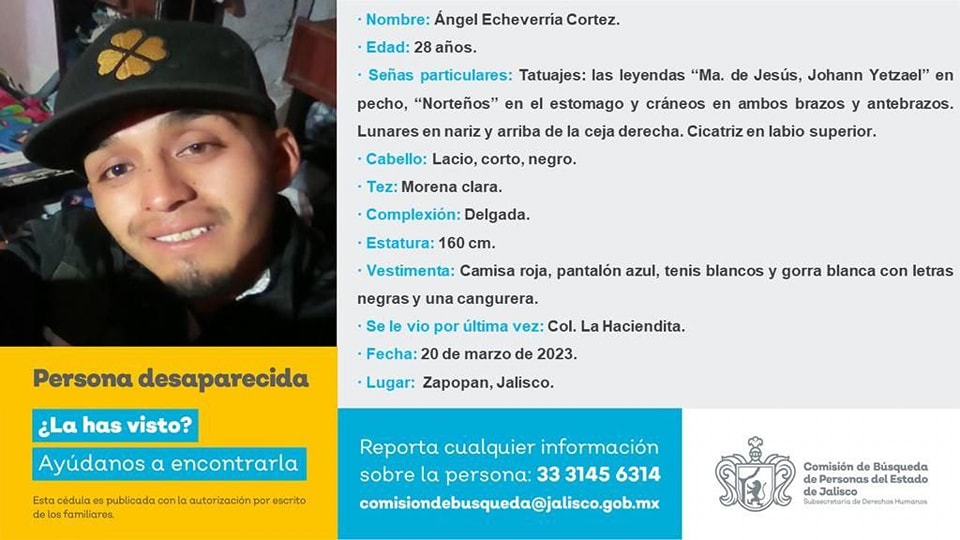 · Nombre: Ángel Echeverría Cortez.
· Edad: 28 años.
· Señas particulares: Tatuajes: las leyendas “Ma. de Jesús, Johann Yetzael” en
pecho, “Norteños” en el estomago y cráneos en ambos brazos y antebrazos.
Lunares en nariz y arriba de la ceja derecha. Cicatriz en labio superior.
· Cabello: Lacio, corto, negro.
· Tez: Morena clara.
· Complexión: Delgada.
· Estatura: 160 cm.
· Vestimenta: Camisa roja, pantalón azul, tenis blancos y gorra blanca con letras
negras y una cangurera.
· Se le vio por última vez: Col. La Haciendita.
· Fecha: 20 de marzo de 2023.
· Lugar: Zapopan, Jalisco.
Persona desaparecida
¿La has visto?
Ayúdanos a encontrarla
Esta cédula es publicada con la autorización por escrito
de los familiares.
Reporta cualquier información
sobre la persona: 33 3145 6314
comisiondebusqueda@jalisco.gob.mx
Comisión de Búsqueda
de Personas del Estado
de Jalisco
Subsecretaría de Derechos Humanos